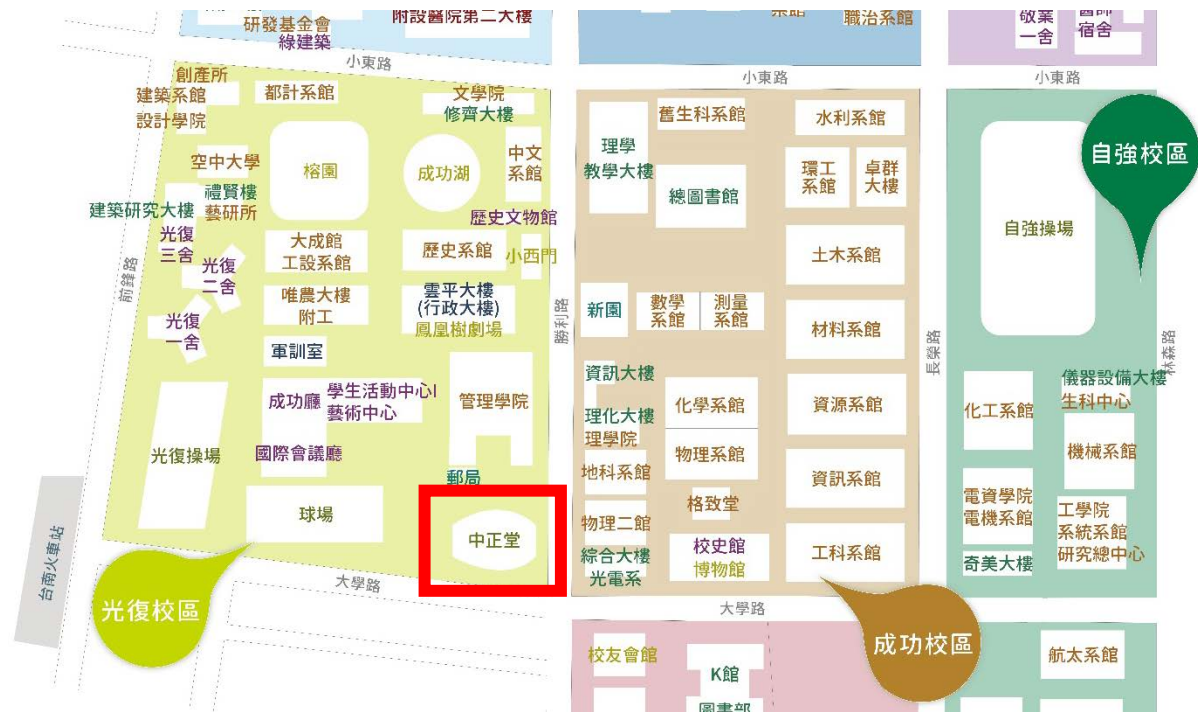 研發基金會
綠建築
附設醫院第二大樓
職治系館
敬業
一舍
醫師
宿舍
小東路
小東路
小東路
創產所
建築系館
設計學院
都計系館
文學院
修齊大樓
空中大學
榕園
成功湖
中文
系館
禮賢樓
藝研所
建築研究大樓
歷史文物館
光復
三舍
光復
二舍
大成館
工設系館
歷史系館
小西門
前鋒路
唯農大樓
附工
雲平大樓
(行政大樓)
鳳凰樹劇場
光復
一舍
軍訓室
成功廳
學生活動中心I
藝術中心
管理學院
國際會議廳
光復操場
郵局
球場
中正堂
台南火車站
光復校區
大學路
勝利路
理學
教學大樓
舊生科系館
水利系館
總圖書館
環工
系館
卓群
大樓
土木系館
新園
數學
系館
測量
系館
材料系館
資訊大樓
理化大樓
理學院
化學系館
資源系館
地科系館
物理系館
資訊系館
物理二館
格致堂
綜合大樓
光電系
校史館
博物館
工科系館
大學路
成功校區
長榮路
自強校區
自強操場
林森路
化工系館
儀器設備大樓
生科中心
機械系館
電資學院
電機系館
工學院
系統系館
研究總中心
奇美大樓
校友會館
K館
圖書部
航太系館